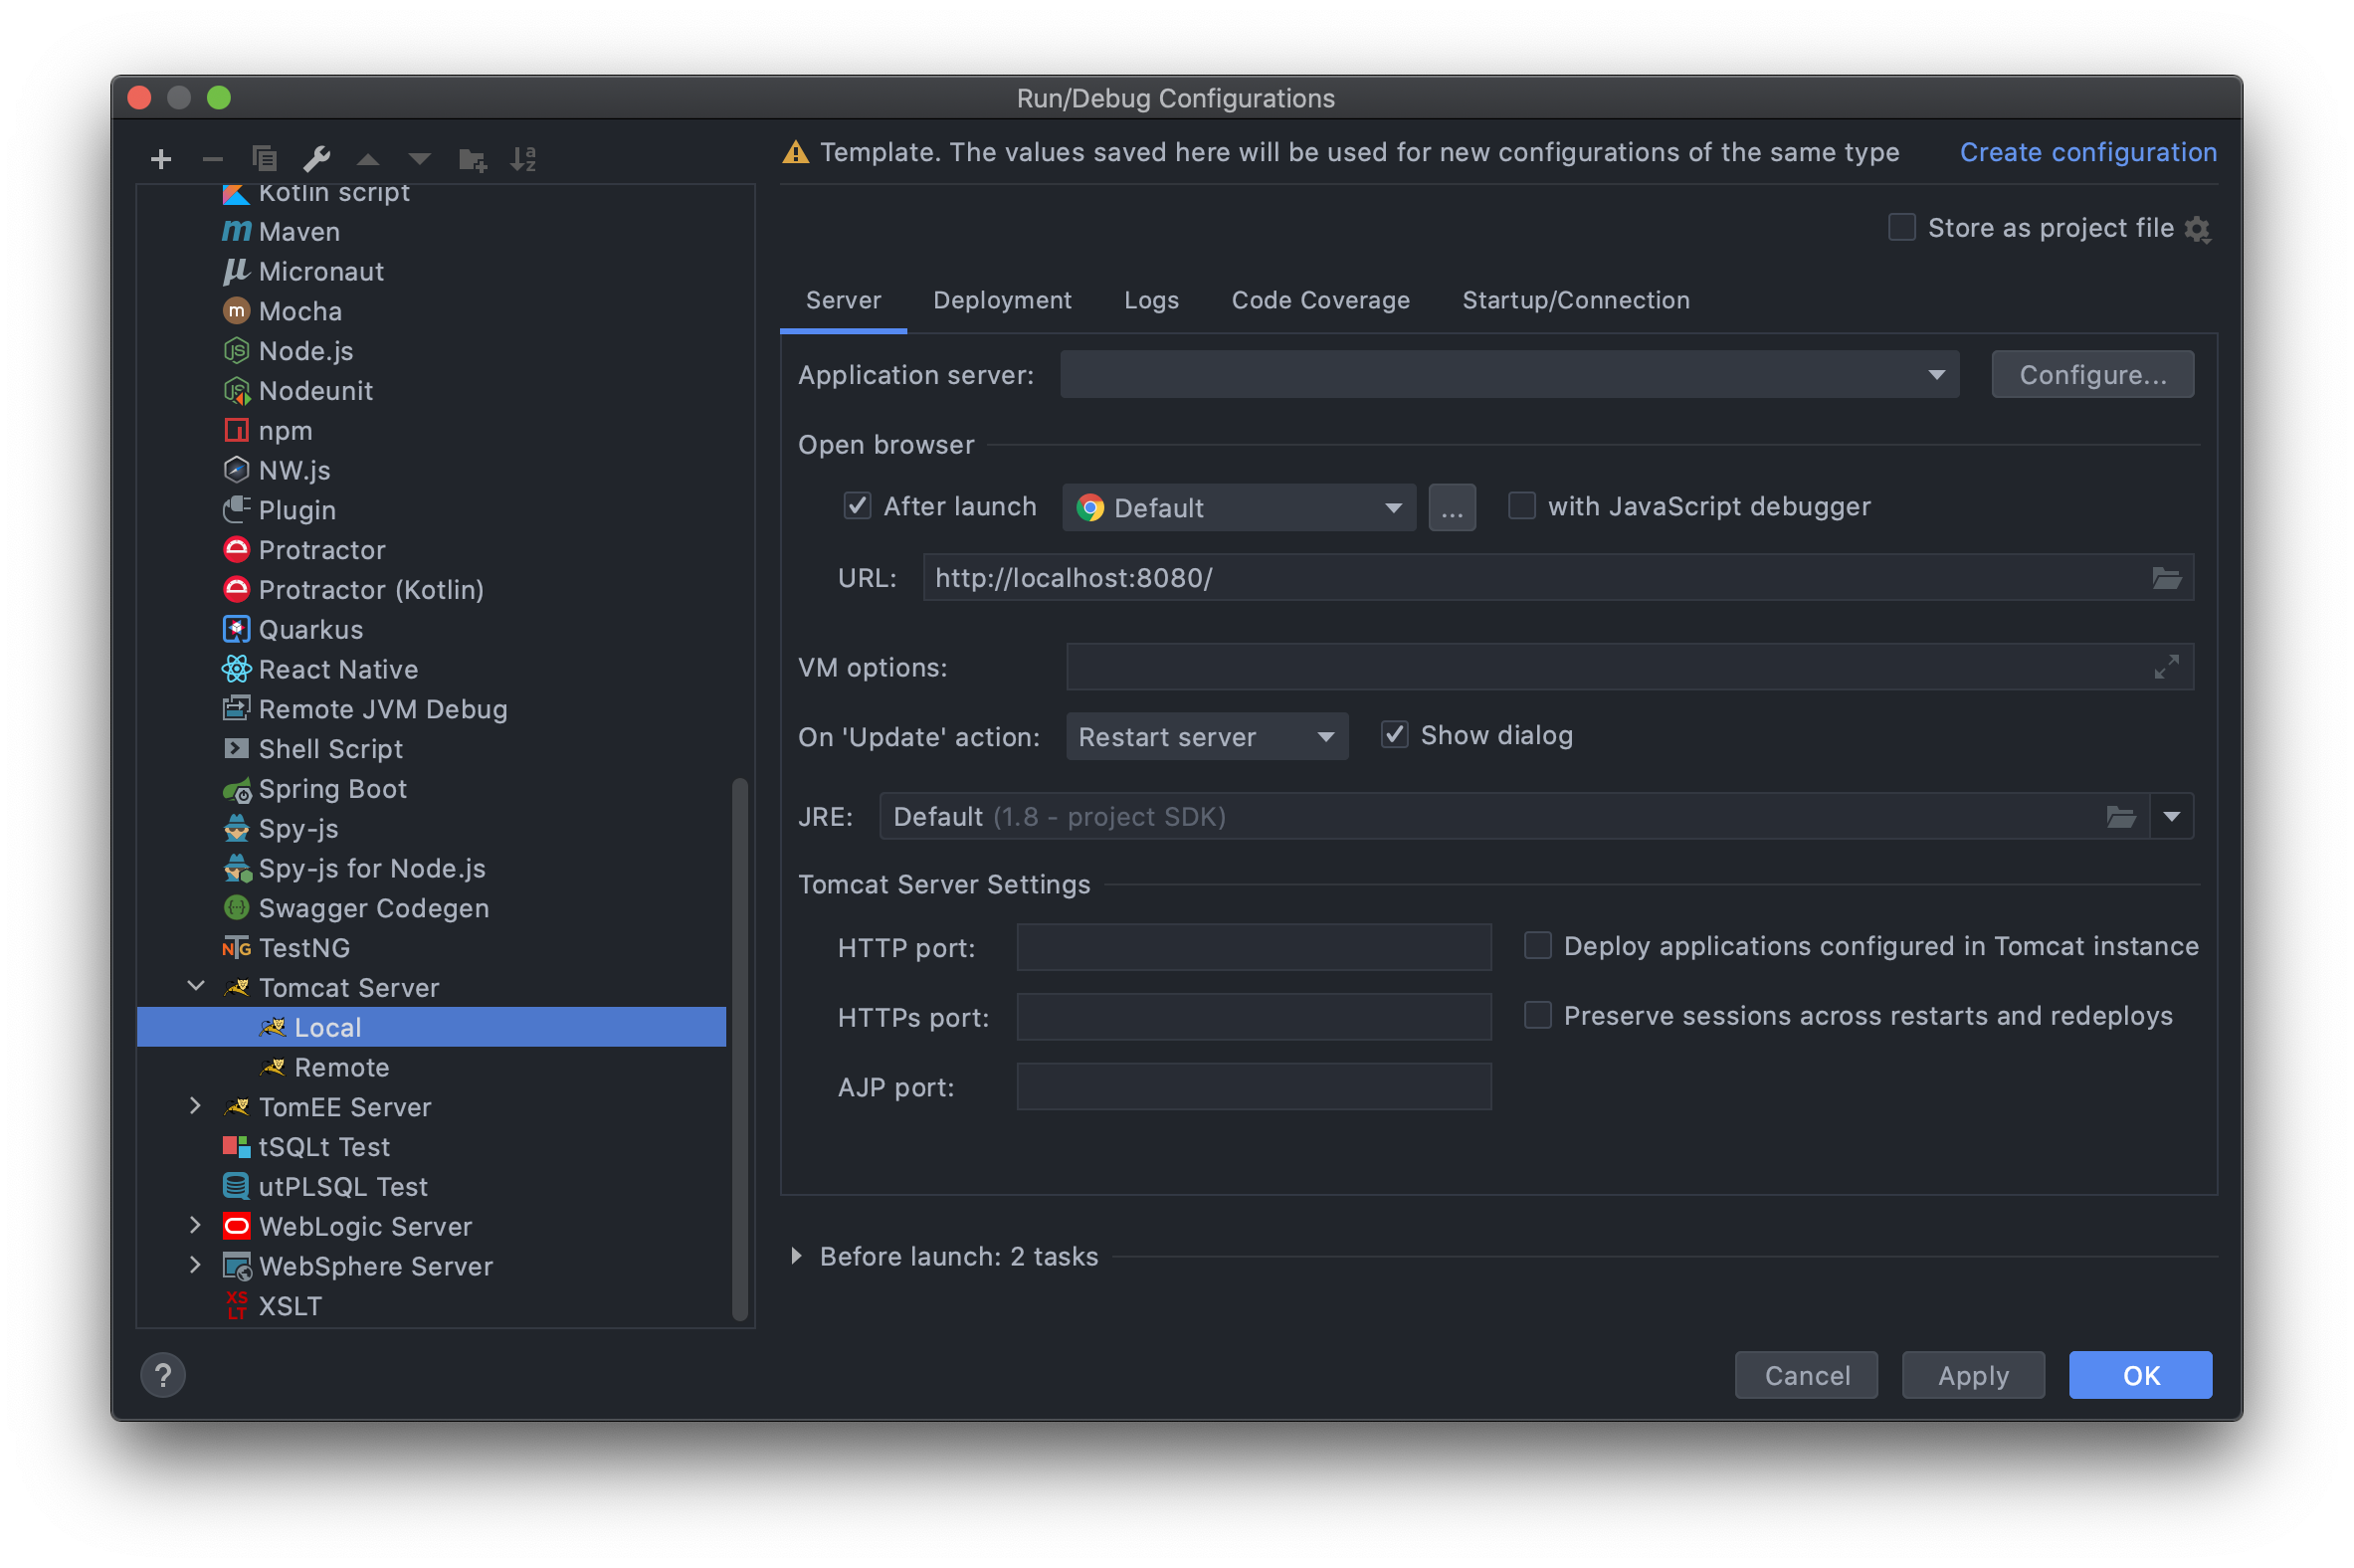 Run/Debug Configurations
Template. The values saved here will be used for new configurations of the same type
Create configuration
Store as project file
Kotlin script
Maven
Micronaut
Mocha
Node.js
Nodeunit
npm
NW.js
Plugin
Protractor
Protractor (Kotlin)
Quarkus
React Native
Remote JVM Debug
Shell Script
Spring Boot
Spy-js
Spy-js for Node.js
Swagger Codegen
TestNG
Tomcat Server
Local
Remote
TomEE Server
tSQLt Test
utPLSQL Test
WebLogic Server
WebSphere Server
XSLT
Server Deployment Logs Code Coverage Startup/Connection
Application server: Configure...
Open browser
After launch Default ... with JavaScript debugger
URL: http://localhost:8080/
VM options:
On 'Update' action: Restart server Show dialog
JRE: Default (1.8 - project SDK)
Tomcat Server Settings
HTTP port: Deploy applications configured in Tomcat instance
HTTPs port: Preserve sessions across restarts and redeploys
AJP port:
Before launch: 2 tasks
? Cancel Apply OK